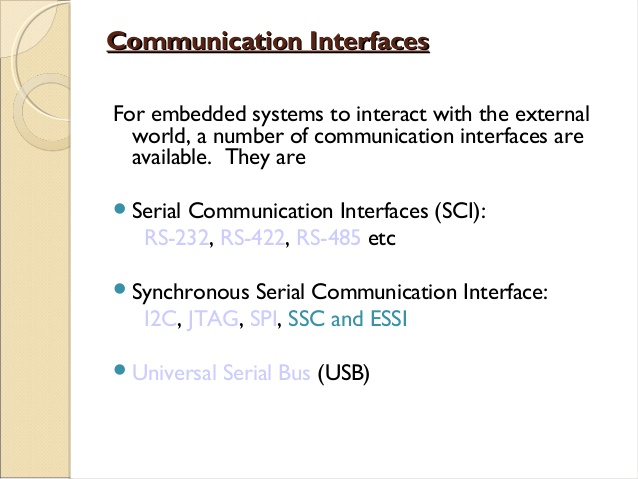 Communication Interfaces
For embedded systems to interact with the external
world, a number of communication interfaces are
available. They are
Serial Communication Interfaces (SCI):
RS-232, RS-422, RS-485 etc
Synchronous Serial Communication Interface:
I2C, JTAG, SPI, SSC and ESSI
Universal Serial Bus (USB)